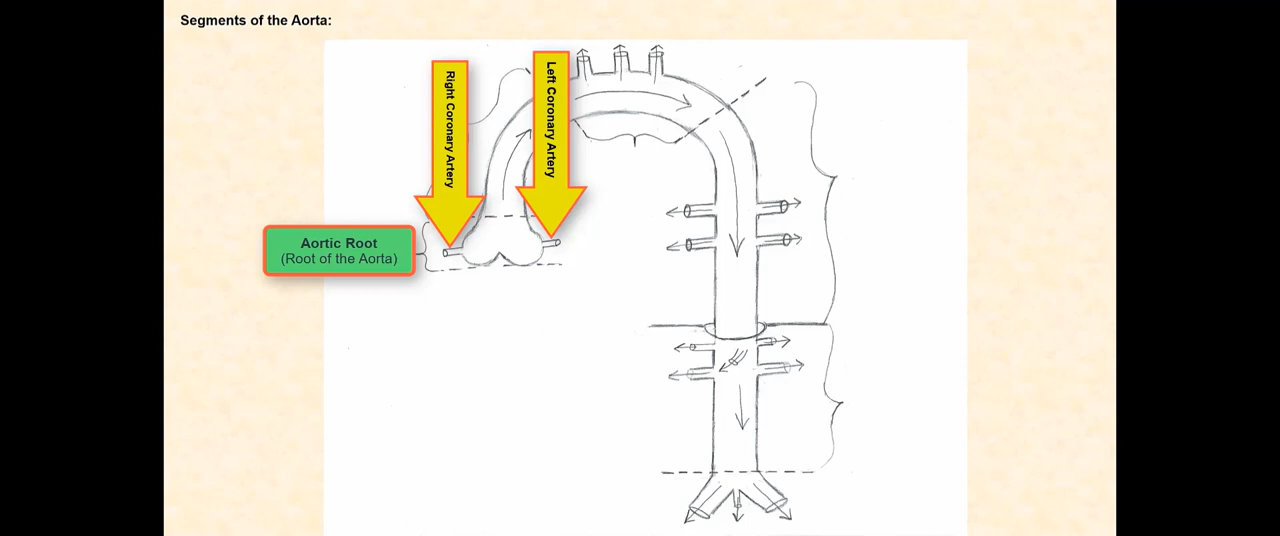 Segments of the Aorta:
Right Coronary Artery
Left Coronary Artery
Aortic Root
(Root of the Aorta)